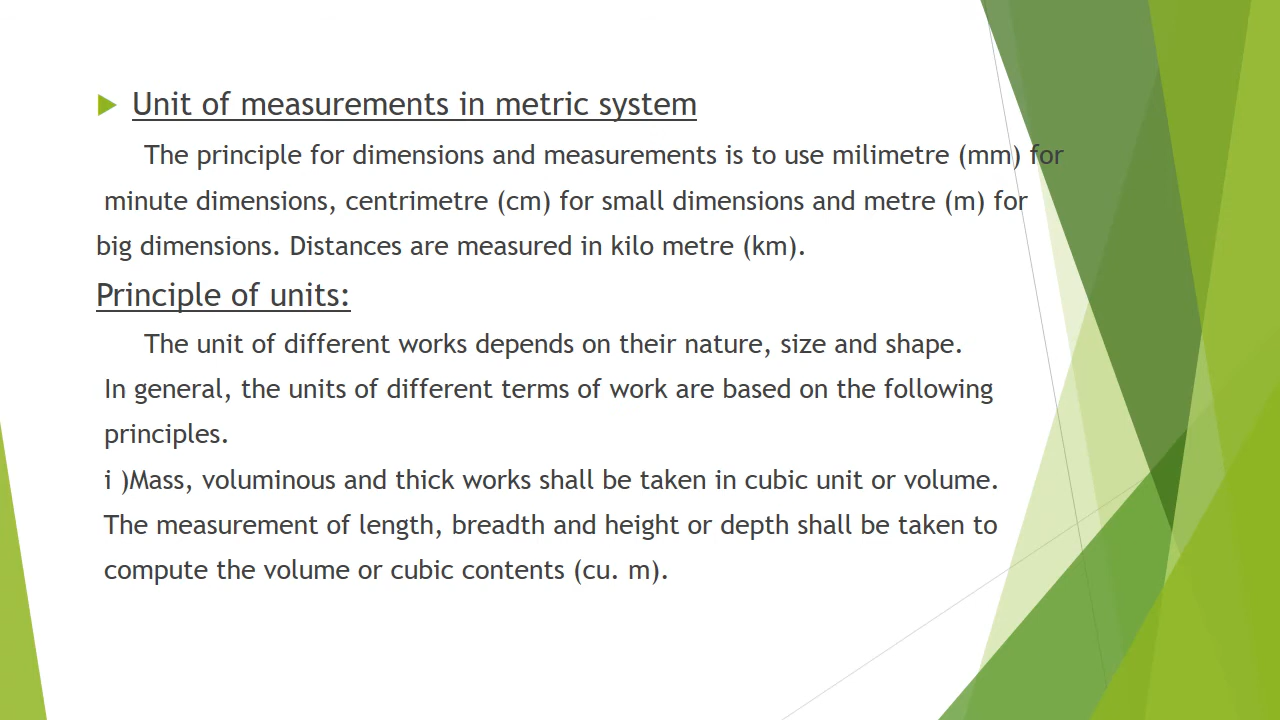 Unit of measurements in metric system
The principle for dimensions and measurements is to use milimetre (mm) for
minute dimensions, centrimetre (cm) for small dimensions and metre (m) for
big dimensions. Distances are measured in kilo metre (km).
Principle of units:
The unit of different works depends on their nature, size and shape.
In general, the units of different terms of work are based on the following
principles.
i )Mass, voluminous and thick works shall be taken in cubic unit or volume.
The measurement of length, breadth and height or depth shall be taken to
compute the volume or cubic contents (cu. m).